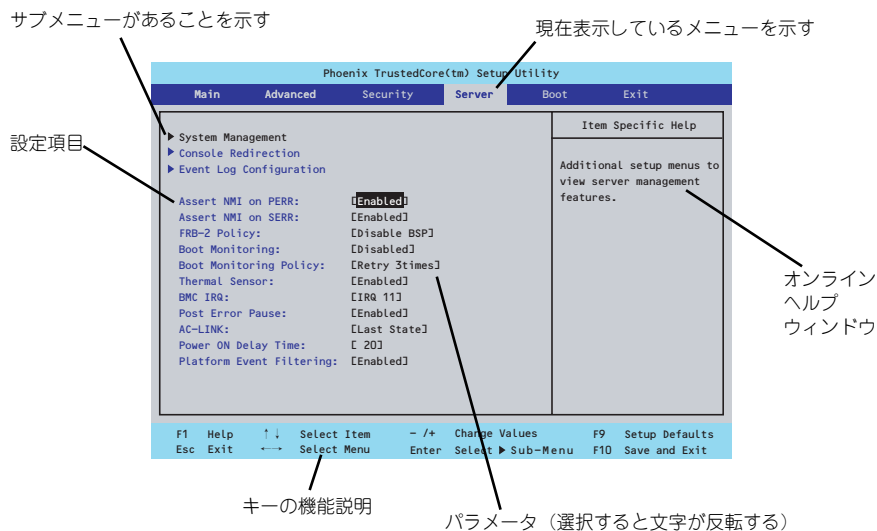 サブメニューがあることを示す
現在表示しているメニューを示す
Phoenix TrustedCore(tm) Setup Utility
Main Advanced Security Server Boot Exit
Item Specific Help
設定項目
▶ System Management
▶ Console Redirection
▶ Event Log Configuration
Additional setup menus to
view server management
features.
Assert NMI on PERR: [Enabled]
Assert NMI on SERR: [Enabled]
FRB-2 Policy: [Disable BSP]
Boot Monitoring: [Disabled]
Boot Monitoring Policy: [Retry 3times]
Thermal Sensor: [Enabled]
BMC IRQ: [IRQ 11]
Post Error Pause: [Enabled]
AC-LINK: [Last State]
Power ON Delay Time: [ 20]
Platform Event Filtering: [Enabled]
オンライン
ヘルプ
ウィンドウ
F1 Help ↑↓ Select Item - /+ Change Values F9 Setup Defaults
Esc Exit ←→ Select Menu Enter Select ▶ Sub-Menu F10 Save and Exit
キーの機能説明
パラメータ（選択すると文字が反転する）